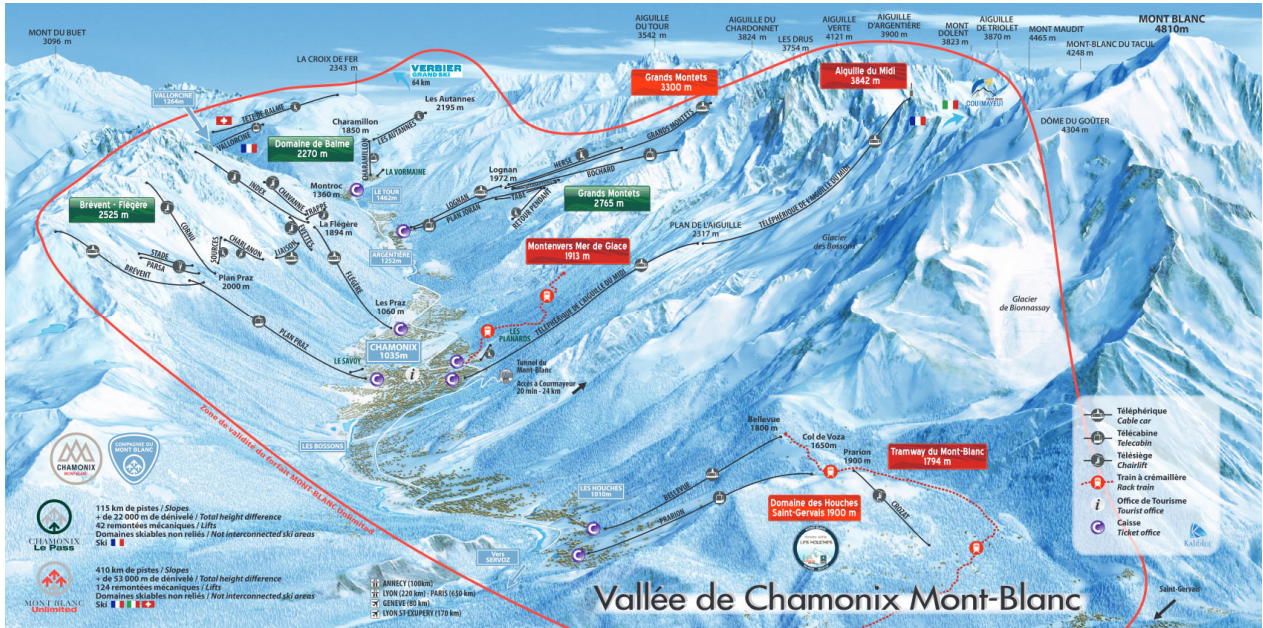 MONT DU BUET
3096 m
LA CROIX DE FER
2343 m
VERBIER
GRAND SKI
64 km
AIGUILLE
DU TOUR
3542 m
AIGUILLE DU
CHARDONNET
3824 m
LES DRUS
3754 m
AIGUILLE
VERTE
4121 m
AIGUILLE
D'ARGENTIÈRE
3900 m
MONT
DOLENT
3823 m
AIGUILLE
DE TRIOLET
3870 m
MONT MAUDIT
4465 m
MONT-BLANC DU TACUL
4248 m
MONT BLANC
4810m
DÔME DU GOÛTER
4304 m
VALLORCINE
1264m
TÊTE DE BALME
VALLORCINE
Domaine de Balme
2270 m
Les Autannes
2195 m
Charamillon
1850 m
LES AUTANNES
CHARAMILLON
LA VORMAINE
Montroc
1360 m
LE TOUR
1462m
Grands Montets
3300 m
GRANDS MONTETS
HERSE
BOCHARD
Lognan
1972 m
LOGNAN
PLAN JORAN
TABE
RETOUR PENDANT
Grands Montets
2765 m
Aiguille du Midi
3842 m
COURMAYEUR
Brévent - Flégère
2525 m
INDEX
CHAVANNE
TRAPPE
La Flégère
1894 m
EVETTES
LIAISON
CHARLANON
SOURCES
CORNU
STADE
PARSA
BRÉVENT
Plan Praz
2000 m
PLAN PRAZ
FLÉGÈRE
ARGENTIÈRE
1252m
Les Praz
1060 m
CHAMONIX
1035m
LE SAVOY
i
Montenvers Mer de Glace
1913 m
LES
PLANARDS
PLAN DE L'AIGUILLE
2317 m
TÉLÉPHÉRIQUE DE L'AIGUILLE DU MIDI
TÉLÉPHÉRIQUE DE L'AIGUILLE DU MIDI
Glacier
des Bossons
Glacier
de Bionnassay
Tunnel du
Mont-Blanc
Accès à Courmayeur
20 min - 24 km
LES BOSSONS
Zone de validité du forfait MONT-BLANC Unlimited
LES HOUCHES
1010m
BELLEVUE
PRARION
Bellevue
1800 m
Col de Voza
1650m
Prarion
1900 m
CROZAT
Tramway du Mont-Blanc
1794 m
Domaine des Houches
Saint-Gervais 1900 m
LES HOUCHES
Vers
SERVOZ
Saint-Gervais
Téléphérique
Cable car
Télécabine
Telecabin
Télésiège
Chairlift
Train à crémaillère
Rack train
i
Office de Tourisme
Tourist office
Caisse
Ticket office
Kaliblue
CHAMONIX
MONT-BLANC
COMPAGNIE DU
MONT BLANC
CHAMONIX
Le Pass
115 km de pistes / Slopes
+ de 22 000 m de dénivelé / Total height difference
42 remontées mécaniques / Lifts
Domaines skiables non reliés / Not interconnected ski areas
Ski
MONT BLANC
Unlimited
410 km de pistes / Slopes
+ de 53 000 m de dénivelé / Total height difference
124 remontées mécaniques / Lifts
Domaines skiables non reliés / Not interconnected ski areas
Ski
ANNECY (100km)
LYON (220 km) - PARIS (650 km)
GENEVE (80 km)
LYON ST-EXUPERY (170 km)
Vallée de Chamonix Mont-Blanc